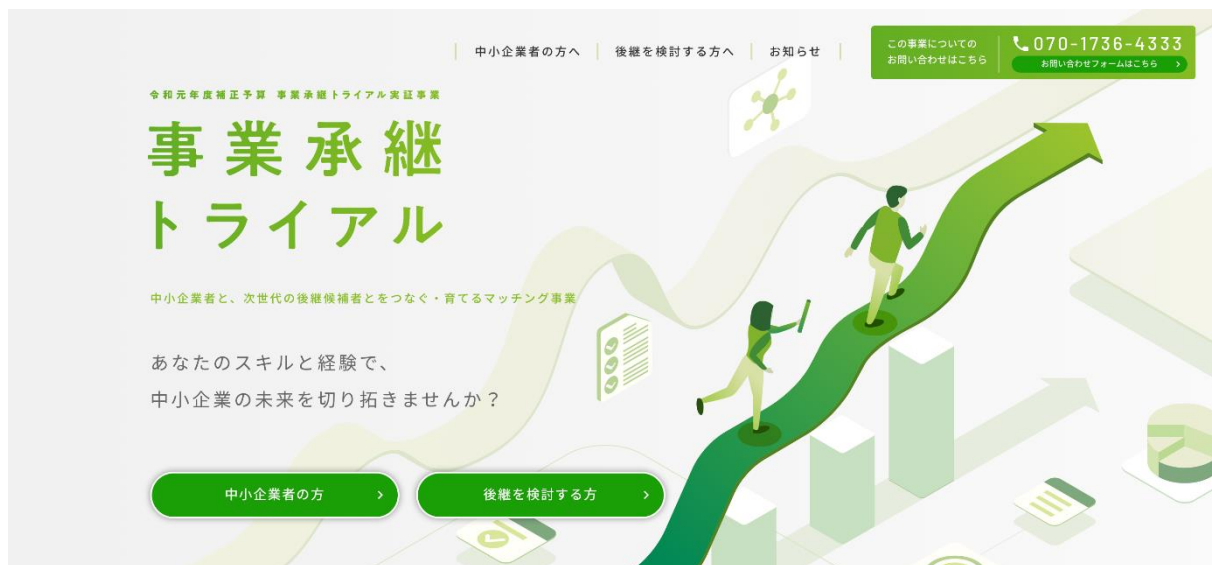 中小企業者の方へ
後継を検討する方へ
お知らせ
この事業についての
お問い合わせはこちら
070-1736-4333
お問い合わせフォームはこちら
令和元年度補正予算 事業承継トライアル実証事業
事業承継
トライアル
中小企業者と、次世代の後継候補者とをつなぐ・育てるマッチング事業
あなたのスキルと経験で、
中小企業の未来を切り拓きませんか？
中小企業者の方
後継を検討する方